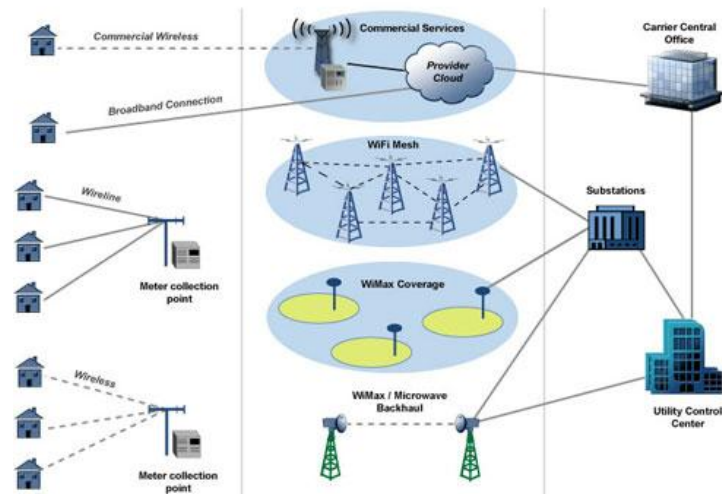 Commercial Wireless
Commercial Services
Provider
Cloud
Carrier Central
Office
Broadband Connection
WiFi Mesh
Wireline
Substations
Meter collection
point
WiMax Coverage
Wireless
WiMax / Microwave
Backhaul
Utility Control
Center
Meter collection
point